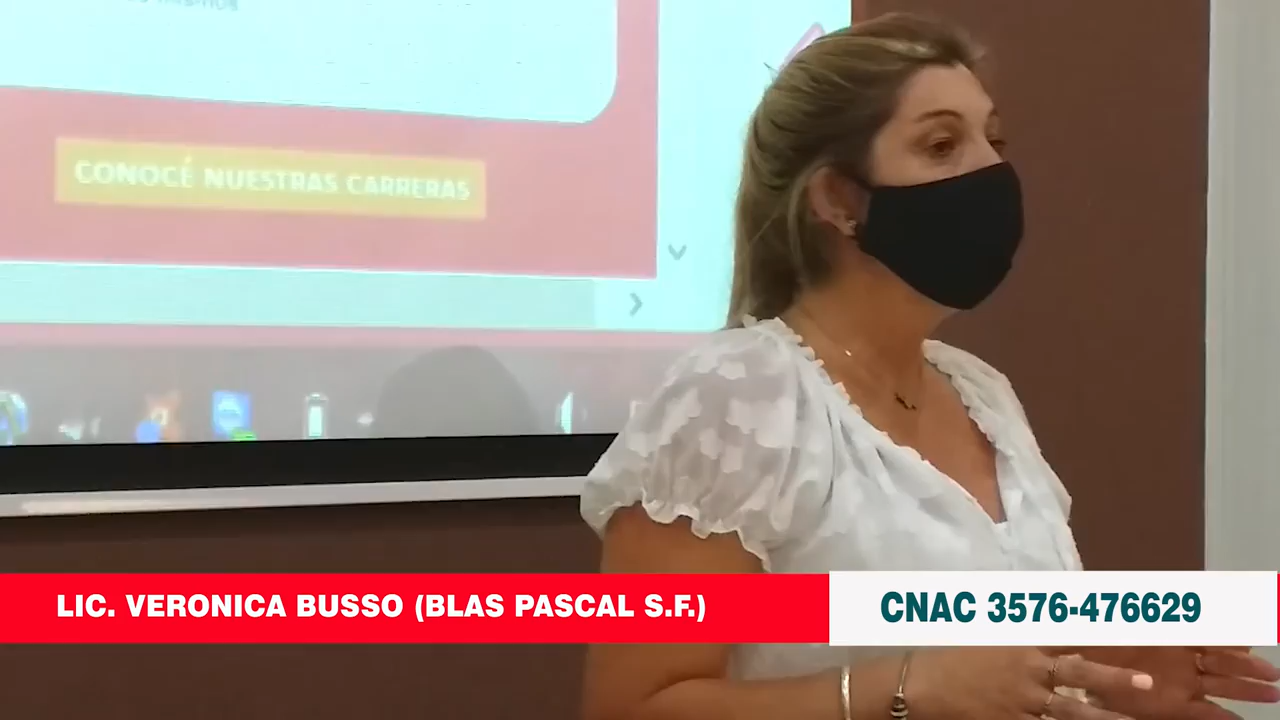 CONOCÉ NUESTRAS CARRERAS
LIC. VERONICA BUSSO (BLAS PASCAL S.F.)
CNAC 3576-476629